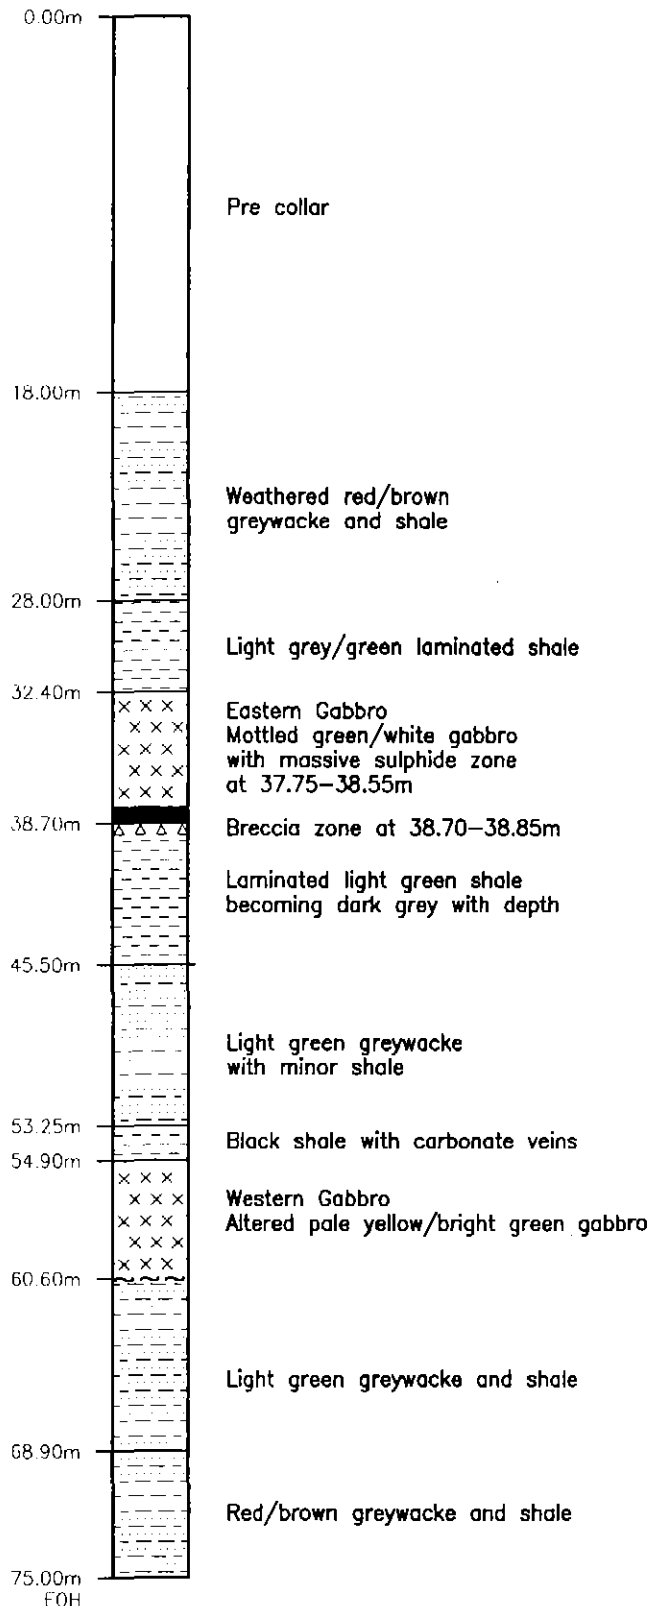 0.00m
Pre collar
18.00m
Weathered red/brown
greywacke and shale
28.00m
Light grey/green laminated shale
32.40m
Eastern Gabbro
Mottled green/white gabbro
with massive sulphide zone
at 37.75-38.55m
38.70m
Breccia zone at 38.70-38.85m
Laminated light green shale
becoming dark grey with depth
45.50m
Light green greywacke
with minor shale
53.25m
Black shale with carbonate veins
54.90m
Western Gabbro
Altered pale yellow/bright green gabbro
60.60m
Light green greywacke and shale
68.90m
Red/brown greywacke and shale
75.00m
EOH